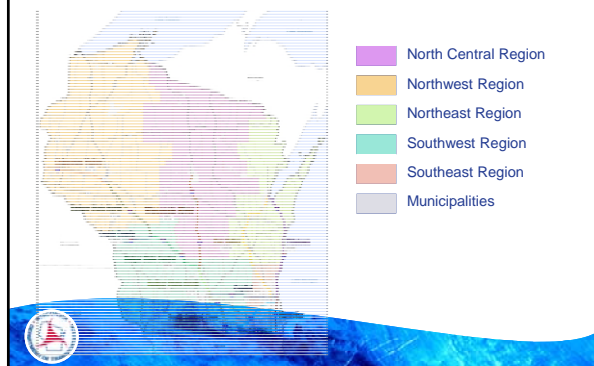 North Central Region
Northwest Region
Northeast Region
Southwest Region
Southeast Region
Municipalities